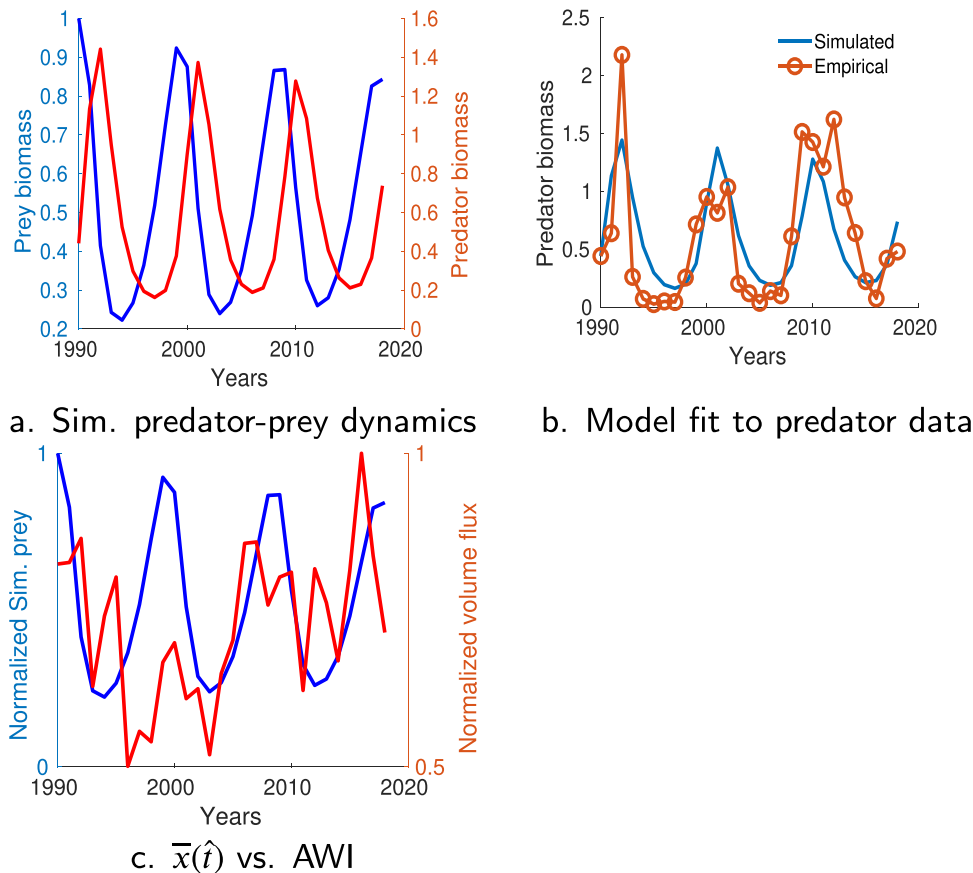 1
0.9
0.8
0.7
0.6
0.5
0.4
0.3
0.2
Prey biomass
1.6
1.4
1.2
1
0.8
0.6
0.4
0.2
0
Predator biomass
1990 2000 2010 2020
Years
2.5
2
1.5
1
0.5
0
Predator biomass
Simulated
Empirical
1990 2000 2010 2020
Years
a. Sim. predator-prey dynamics
b. Model fit to predator data
1
0
Normalized Sim. prey
1
0.5
Normalized volume flux
1990 2000 2010 2020
Years
c. x̅(t̂) vs. AWI